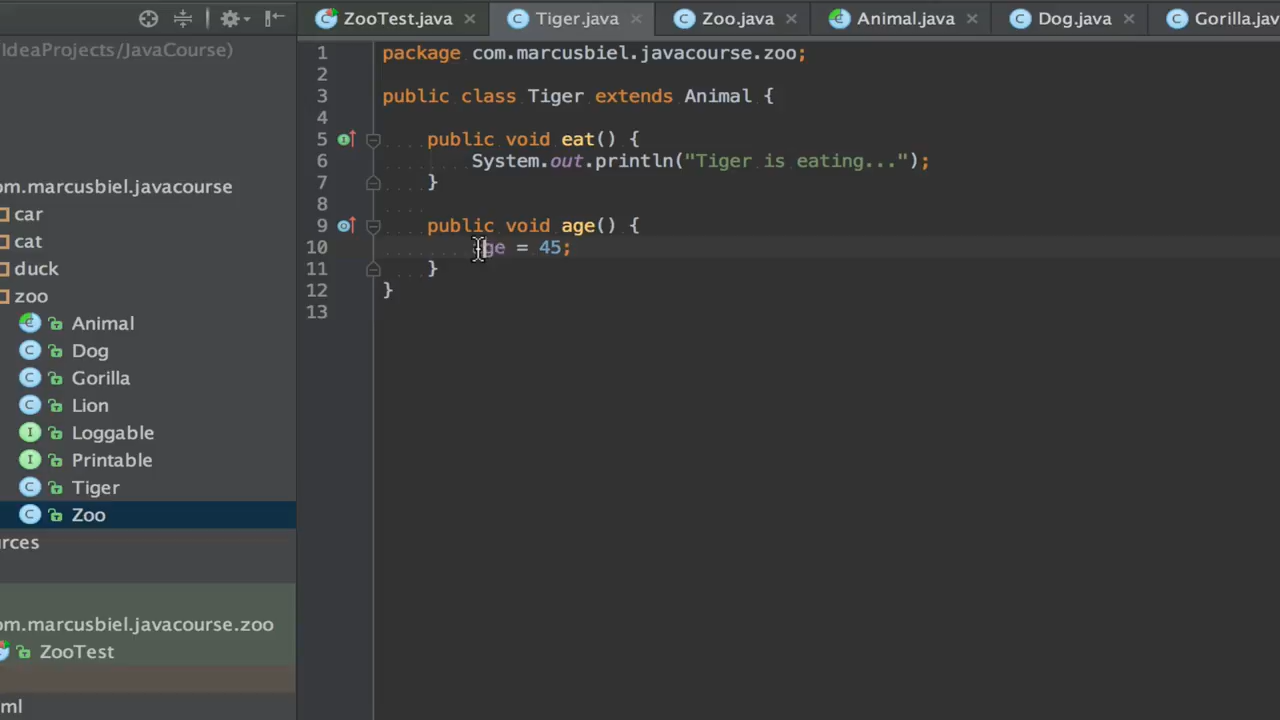 ZooTest.java Tiger.java Zoo.java Animal.java Dog.java Gorilla.jav
IdeaProjects/JavaCourse)
om.marcusbiel.javacourse
car
cat
duck
zoo
Animal
Dog
Gorilla
Lion
Loggable
Printable
Tiger
Zoo
urces
om.marcusbiel.javacourse.zoo
ZooTest
ml
1 package com.marcusbiel.javacourse.zoo;
2
3 public class Tiger extends Animal {
4
5 public void eat() {
6 System.out.println("Tiger is eating...");
7 }
8
9 public void age() {
10 age = 45;
11 }
12 }
13